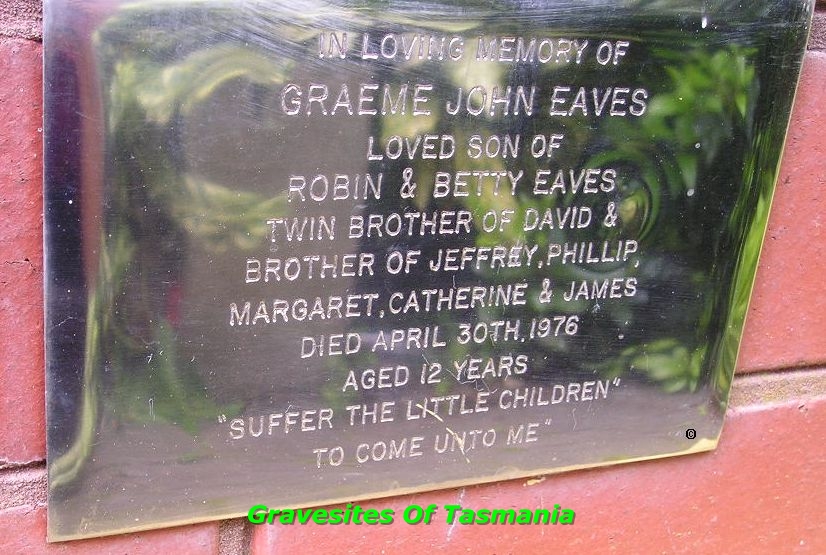 IN LOVING MEMORY OF
GRAEME JOHN EAVES
LOVED SON OF
ROBIN & BETTY EAVES
TWIN BROTHER OF DAVID &
BROTHER OF JEFFREY, PHILLIP,
MARGARET, CATHERINE & JAMES
DIED APRIL 30TH, 1976
AGED 12 YEARS
"SUFFER THE LITTLE CHILDREN"
TO COME UNTO ME"
©
Gravesites Of Tasmania